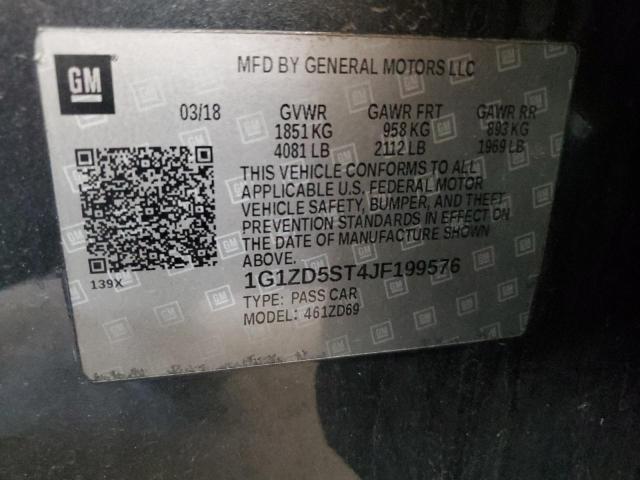 GM
MFD BY GENERAL MOTORS LLC
03/18 GVWR GAWR FRT GAWR RR
1851 KG 958 KG 893 KG
4081 LB 2112 LB 1969 LB
THIS VEHICLE CONFORMS TO ALL
APPLICABLE U.S. FEDERAL MOTOR
VEHICLE SAFETY, BUMPER, AND THEFT
PREVENTION STANDARDS IN EFFECT ON
THE DATE OF MANUFACTURE SHOWN
ABOVE.
139X
1G1ZD5ST4JF199576
TYPE: PASS CAR
MODEL: 461ZD69